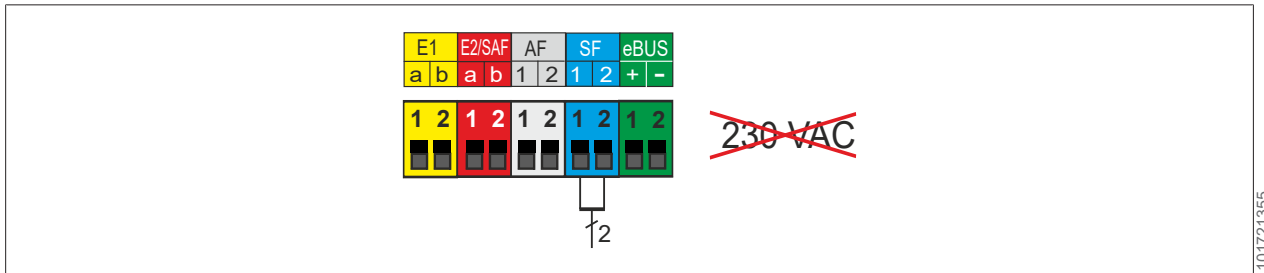 E1 E2/SAF AF SF eBUS
a b a b 1 2 1 2 + -
1 2 1 2 1 2 1 2 1 2
230 VAC
2
101721355